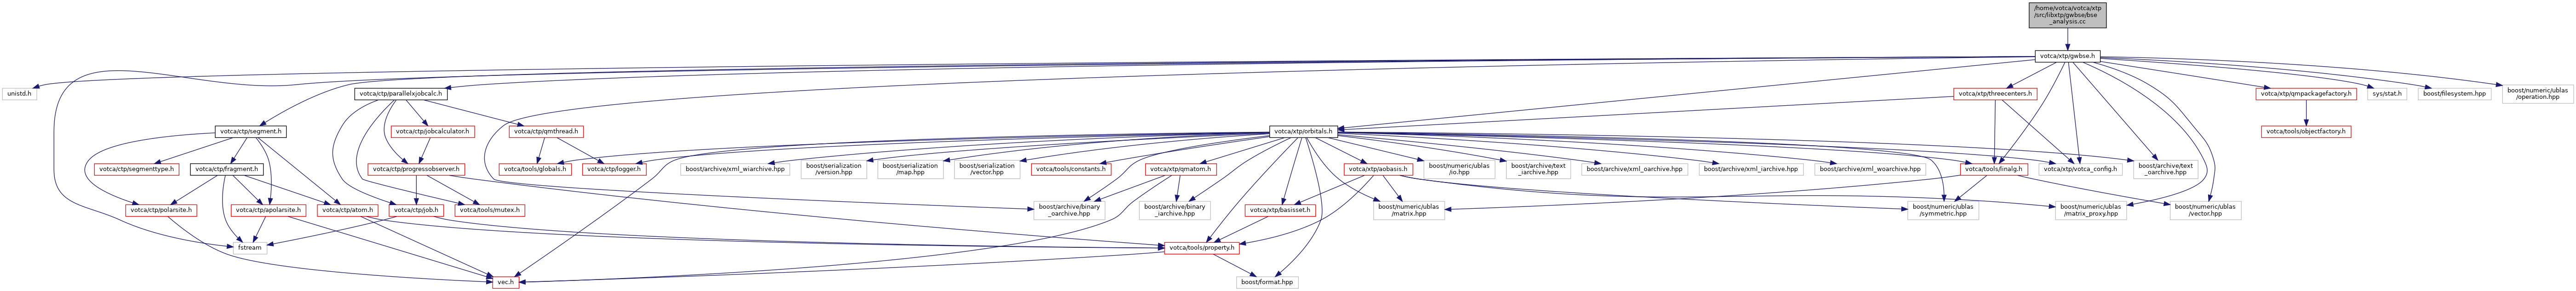 /home/votca/votca/xtp
/src/libxtp/gwbse/bse
_analysis.cc
votca/xtp/gwbse.h
unistd.h
votca/ctp/parallelxjobcalc.h
votca/xtp/threecenters.h
votca/xtp/qmpackagefactory.h
sys/stat.h
boost/filesystem.hpp
boost/numeric/ublas
/operation.hpp
votca/ctp/segment.h
votca/ctp/jobcalculator.h
votca/ctp/qmthread.h
votca/xtp/orbitals.h
votca/tools/objectfactory.h
votca/ctp/segmenttype.h
votca/ctp/fragment.h
votca/ctp/progressobserver.h
votca/tools/globals.h
votca/ctp/logger.h
boost/archive/xml_wiarchive.hpp
boost/serialization
/version.hpp
boost/serialization
/map.hpp
boost/serialization
/vector.hpp
votca/tools/constants.h
votca/xtp/qmatom.h
votca/xtp/aobasis.h
boost/numeric/ublas
/io.hpp
boost/archive/text
_iarchive.hpp
boost/archive/xml_oarchive.hpp
boost/archive/xml_iarchive.hpp
boost/archive/xml_woarchive.hpp
votca/tools/linalg.h
votca/xtp/votca_config.h
boost/archive/text
_oarchive.hpp
votca/ctp/polarsite.h
votca/ctp/apolarsite.h
votca/ctp/atom.h
votca/ctp/job.h
votca/tools/mutex.h
boost/archive/binary
_oarchive.hpp
boost/archive/binary
_iarchive.hpp
votca/xtp/basisset.h
boost/numeric/ublas
/matrix.hpp
boost/numeric/ublas
/symmetric.hpp
boost/numeric/ublas
/matrix_proxy.hpp
boost/numeric/ublas
/vector.hpp
fstream
votca/tools/property.h
vec.h
boost/format.hpp